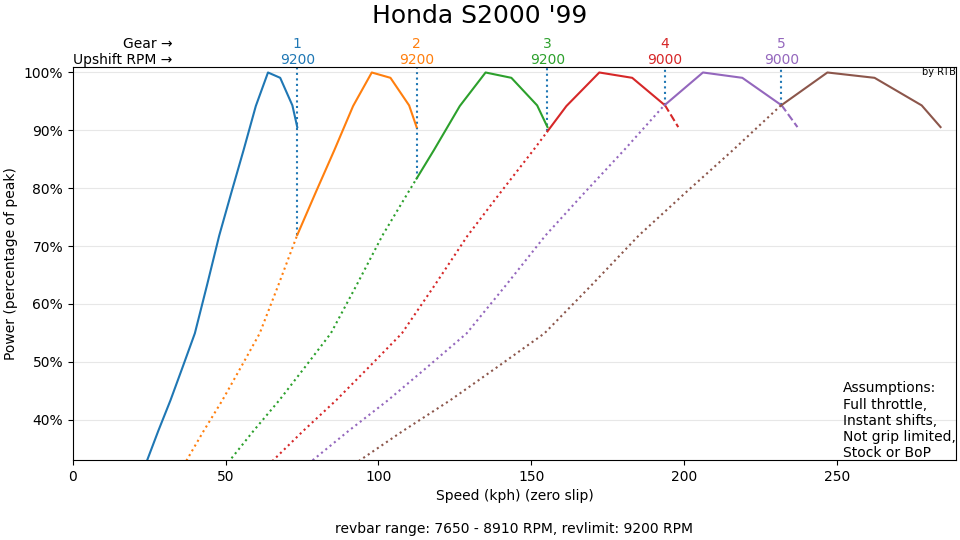 Honda S2000 '99
Gear → 1 2 3 4 5
Upshift RPM → 9200 9200 9200 9000 9000
by RTB
100%
90%
80%
70%
60%
50%
40%
Power (percentage of peak)
Assumptions:
Full throttle,
Instant shifts,
Not grip limited,
Stock or BoP
0 50 100 150 200 250
Speed (kph) (zero slip)
revbar range: 7650 - 8910 RPM, revlimit: 9200 RPM